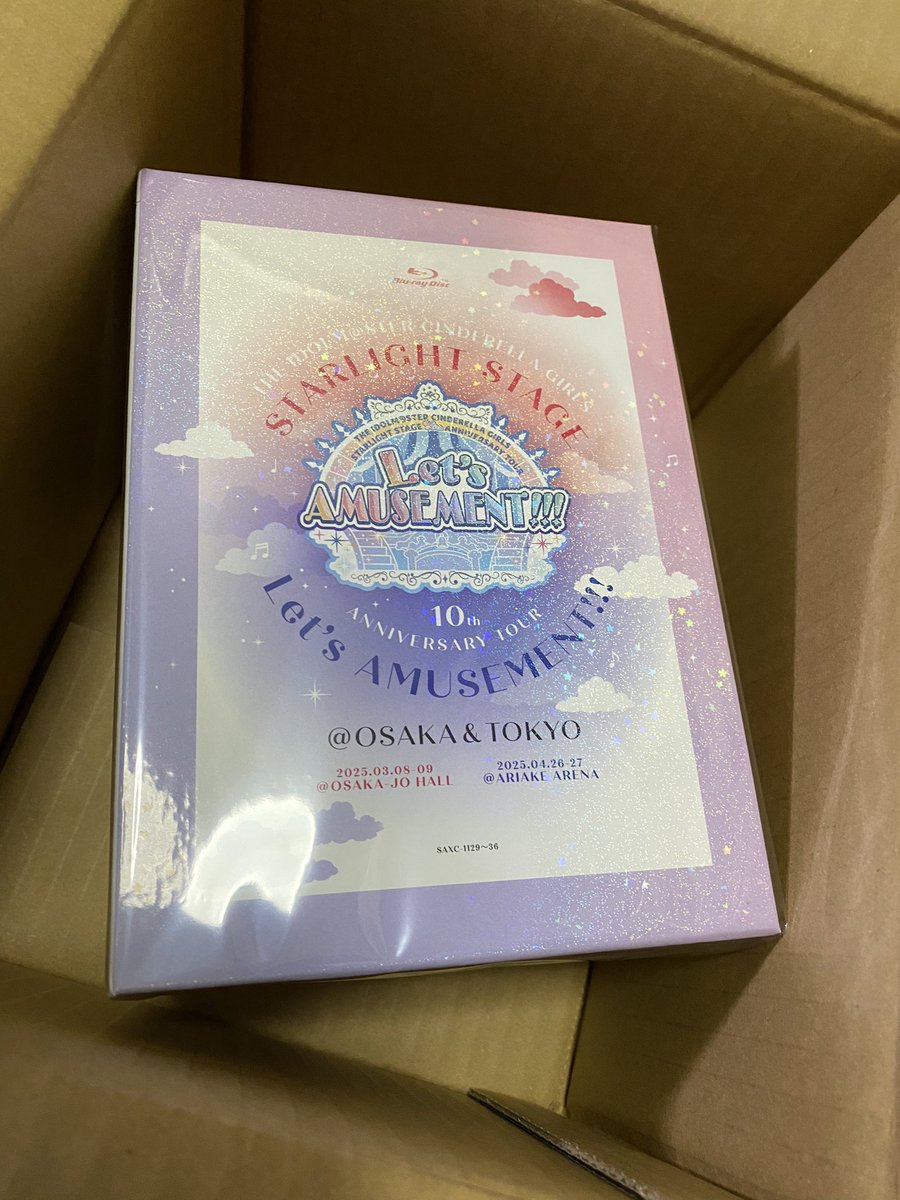 Blu-ray Disc
THE IDOLM@STER CINDERELLA GIRLS
STARLIGHT STAGE
THE IDOLM@STER CINDERELLA GIRLS
STARLIGHT STAGE ANNIVERSARY TOUR
Let's
AMUSEMENT!!!
10th
ANNIVERSARY TOUR
Let's AMUSEMENT!!!
@OSAKA & TOKYO
2025.03.08-09
@OSAKA-JO HALL
2025.04.26-27
@ARIAKE ARENA
SAXC-1129~36